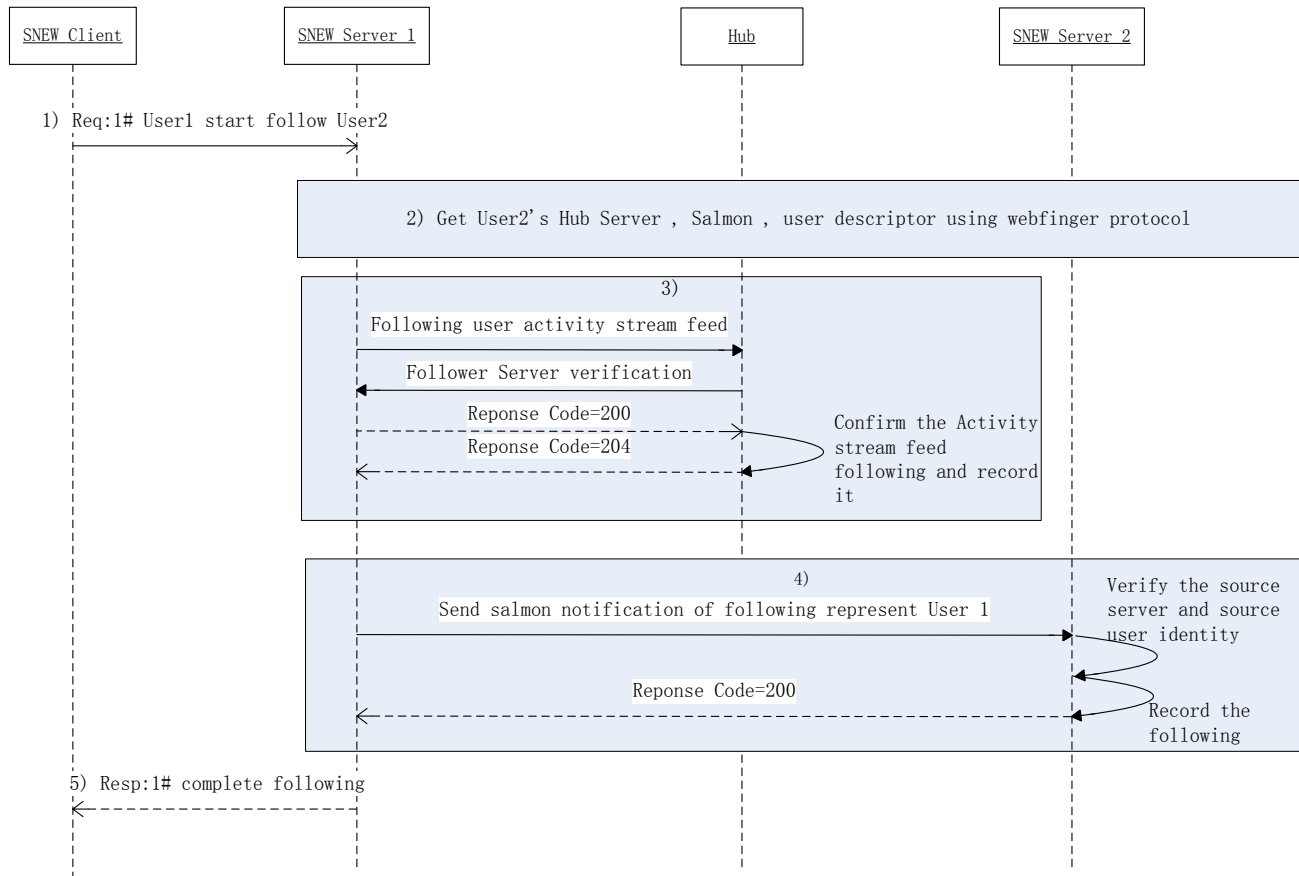 SNEW Client
SNEW Server 1
Hub
SNEW Server 2
1) Req:1# User1 start follow User2
2) Get User2's Hub Server , Salmon , user descriptor using webfinger protocol
3)
Following user activity stream feed
Follower Server verification
Reponse Code=200
Reponse Code=204
Confirm the Activity
stream feed
following and record
it
4)
Send salmon notification of following represent User 1
Verify the source
server and source
user identity
Reponse Code=200
Record the
following
5) Resp:1# complete following